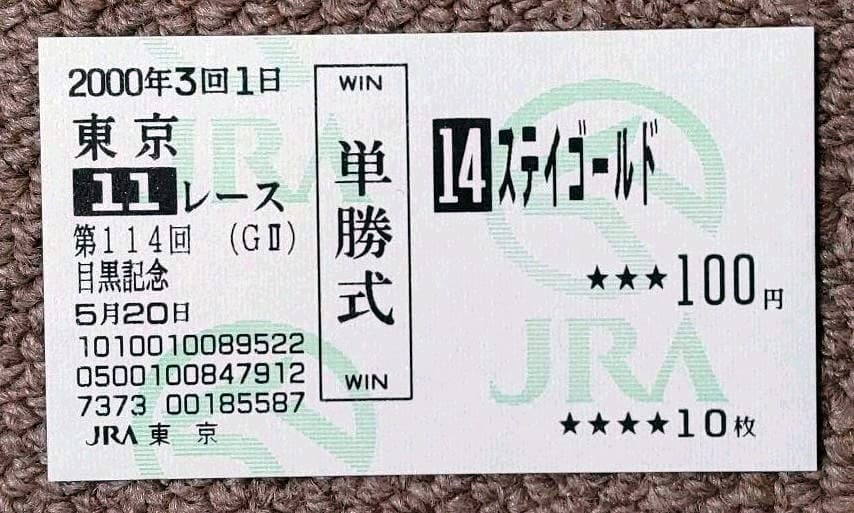 2000年3回1日
東京
11レース
第114回 (GⅡ)
目黒記念
5月20日
1010010089522
0500100847912
7373 00185587
JRA 東京
WIN
単勝式
WIN
14ステイゴールド
★★★100円
★★★★10枚
JRA
JRA